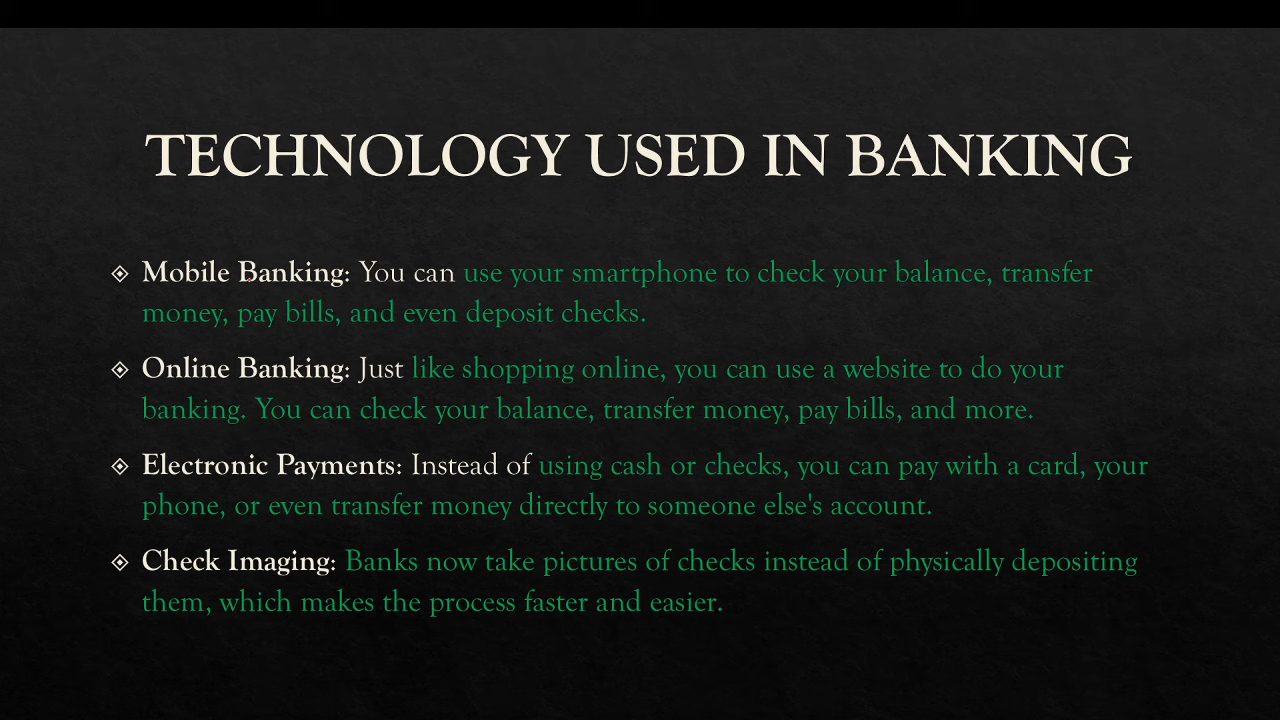 TECHNOLOGY USED IN BANKING
Mobile Banking: You can use your smartphone to check your balance, transfer
money, pay bills, and even deposit checks.
Online Banking: Just like shopping online, you can use a website to do your
banking. You can check your balance, transfer money, pay bills, and more.
Electronic Payments: Instead of using cash or checks, you can pay with a card, your
phone, or even transfer money directly to someone else's account.
Check Imaging: Banks now take pictures of checks instead of physically depositing
them, which makes the process faster and easier.